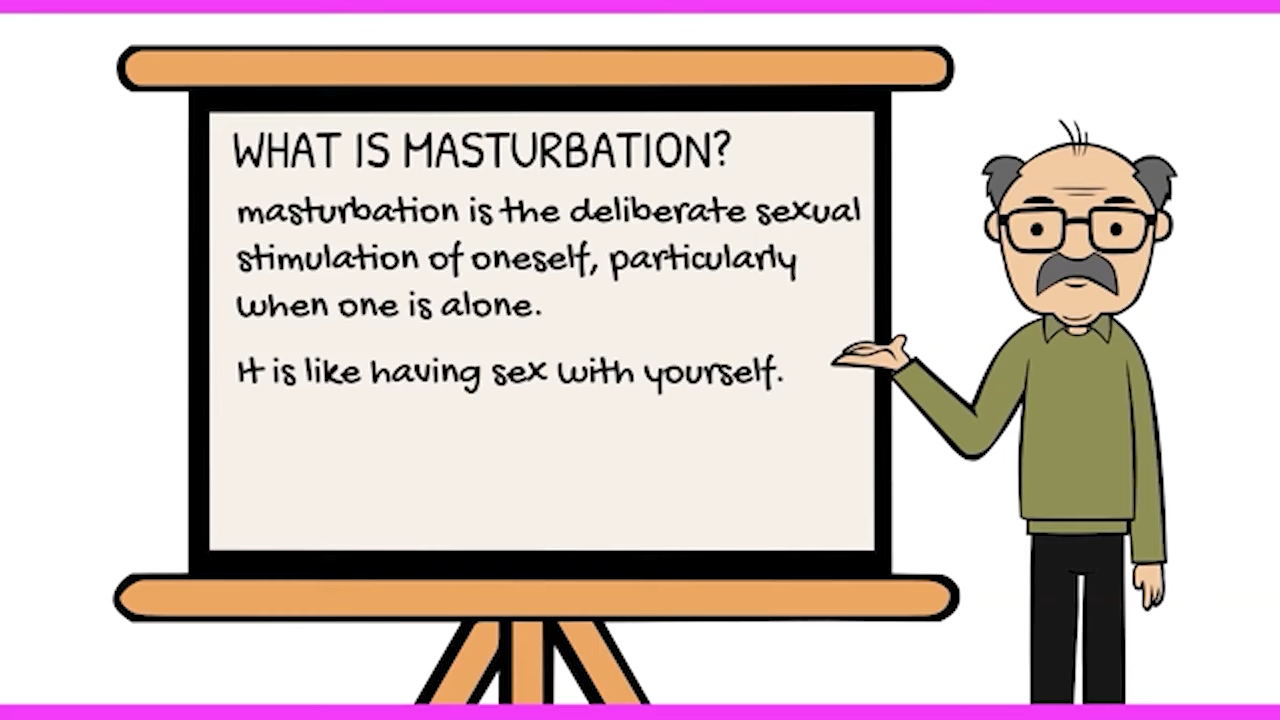 WHAT IS MASTURBATION?
masturbation is the deliberate sexual
stimulation of oneself, particularly
when one is alone.
It is like having sex with yourself.